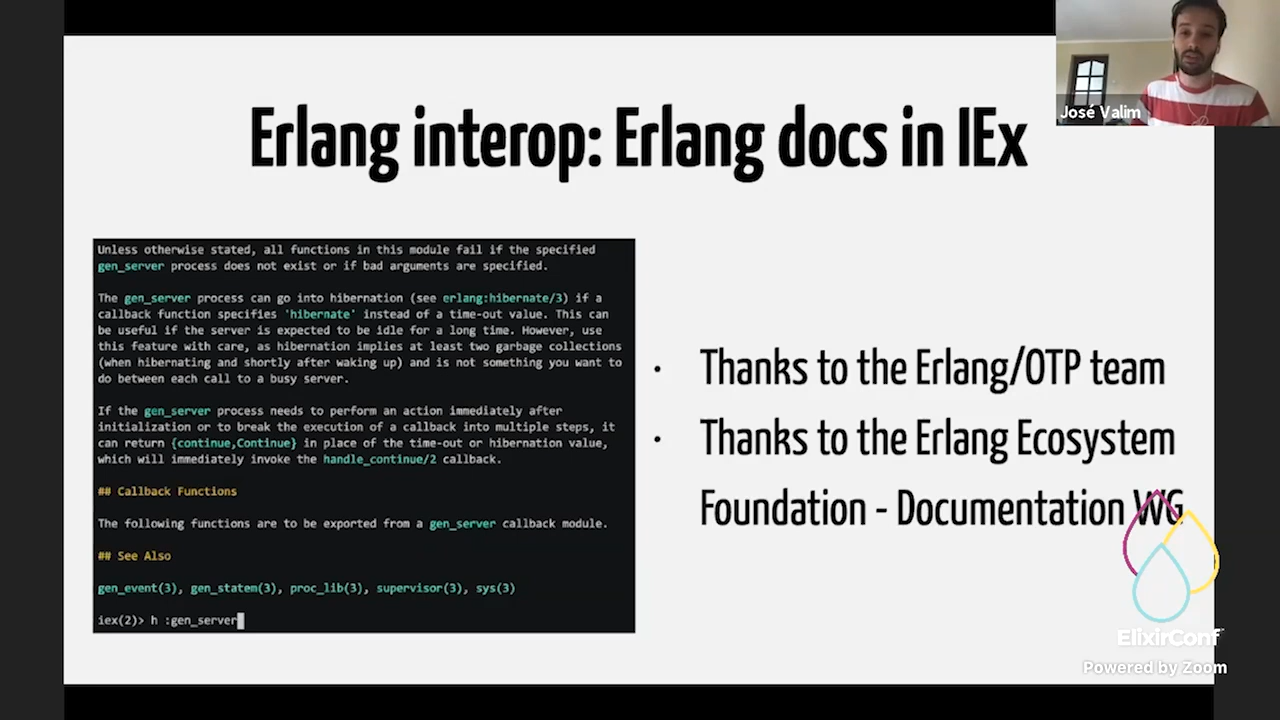 Erlang interop: Erlang docs in IEx
José Valim
Unless otherwise stated, all functions in this module fail if the specified
gen_server process does not exist or if bad arguments are specified.
The gen_server process can go into hibernation (see erlang:hibernate/3) if a
callback function specifies 'hibernate' instead of a time-out value. This can
be useful if the server is expected to be idle for a long time. However, use
this feature with care, as hibernation implies at least two garbage collections
(when hibernating and shortly after waking up) and is not something you want to
do between each call to a busy server.
If the gen_server process needs to perform an action immediately after
initialization or to break the execution of a callback into multiple steps, it
can return {continue,Continue} in place of the time-out or hibernation value,
which will immediately invoke the handle_continue/2 callback.
## Callback Functions
The following functions are to be exported from a gen_server callback module.
## See Also
gen_event(3), gen_statem(3), proc_lib(3), supervisor(3), sys(3)
iex(2)> h :gen_server
· Thanks to the Erlang/OTP team
· Thanks to the Erlang Ecosystem
Foundation - Documentation WG
ElixirConf
Powered by Zoom